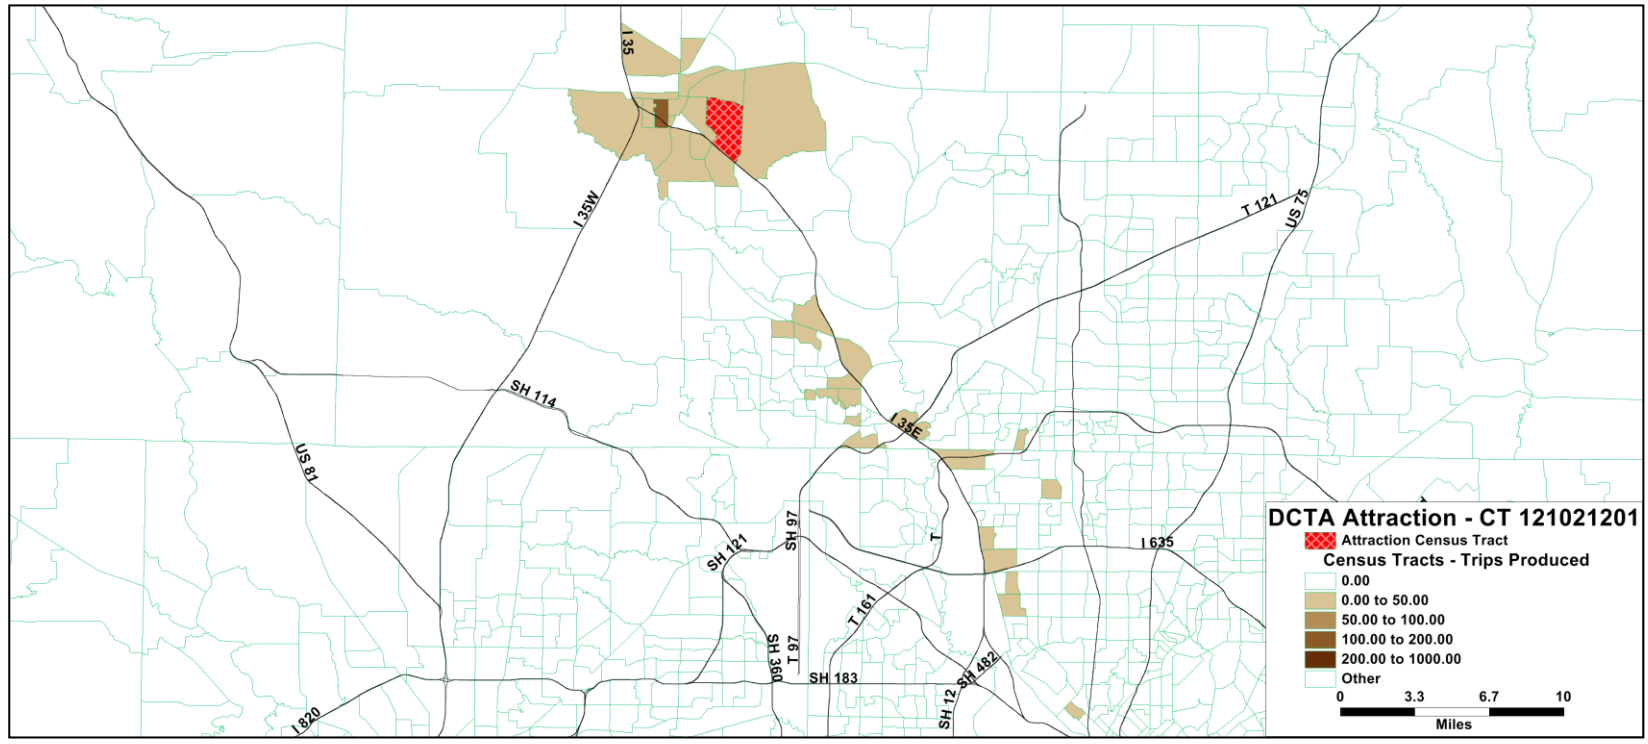 I 35
I 35W
T 121
US 75
SH 114
I 35E
US 81
SH 97
T
I 635
SH 121
T 161
T 97
SH 360
SH 183
SH 482
SH 12
I 820
DCTA Attraction - CT 121021201
Attraction Census Tract
Census Tracts - Trips Produced
0.00
0.00 to 50.00
50.00 to 100.00
100.00 to 200.00
200.00 to 1000.00
Other
0 3.3 6.7 10
Miles